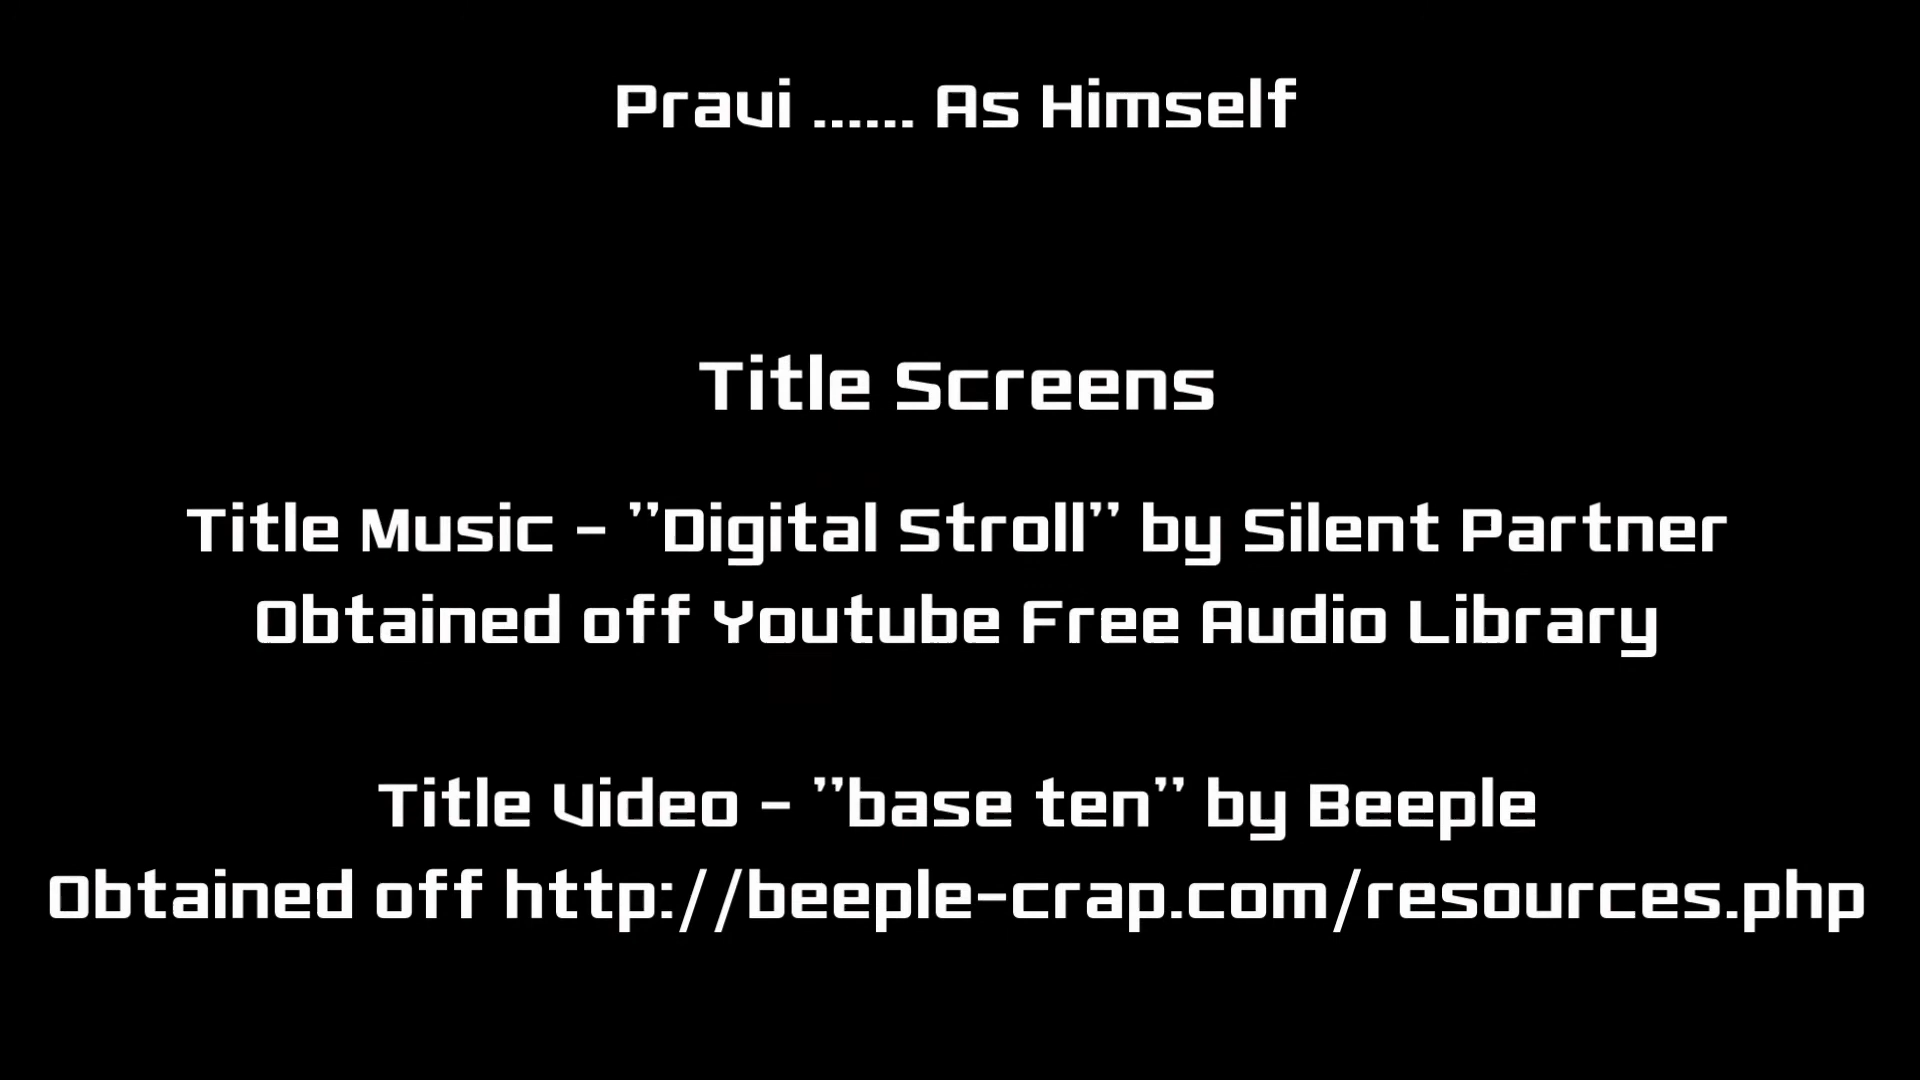 Pravi ...... As Himself
Title Screens
Title Music - "Digital Stroll" by Silent Partner
Obtained off Youtube Free Audio Library
Title Video - "base ten" by Beeple
Obtained off http://beeple-crap.com/resources.php